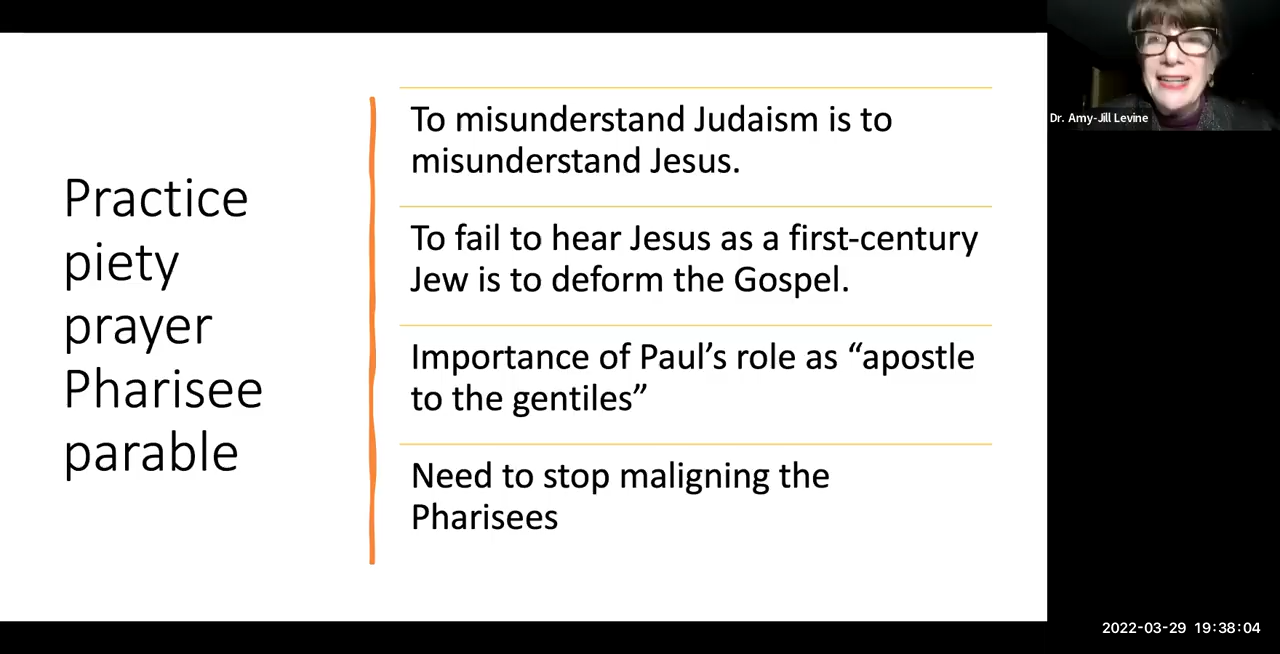 Practice
piety
prayer
Pharisee
parable
To misunderstand Judaism is to
misunderstand Jesus.
To fail to hear Jesus as a first-century
Jew is to deform the Gospel.
Importance of Paul’s role as “apostle
to the gentiles”
Need to stop maligning the
Pharisees
Dr. Amy-Jill Levine
2022-03-29 19:38:04